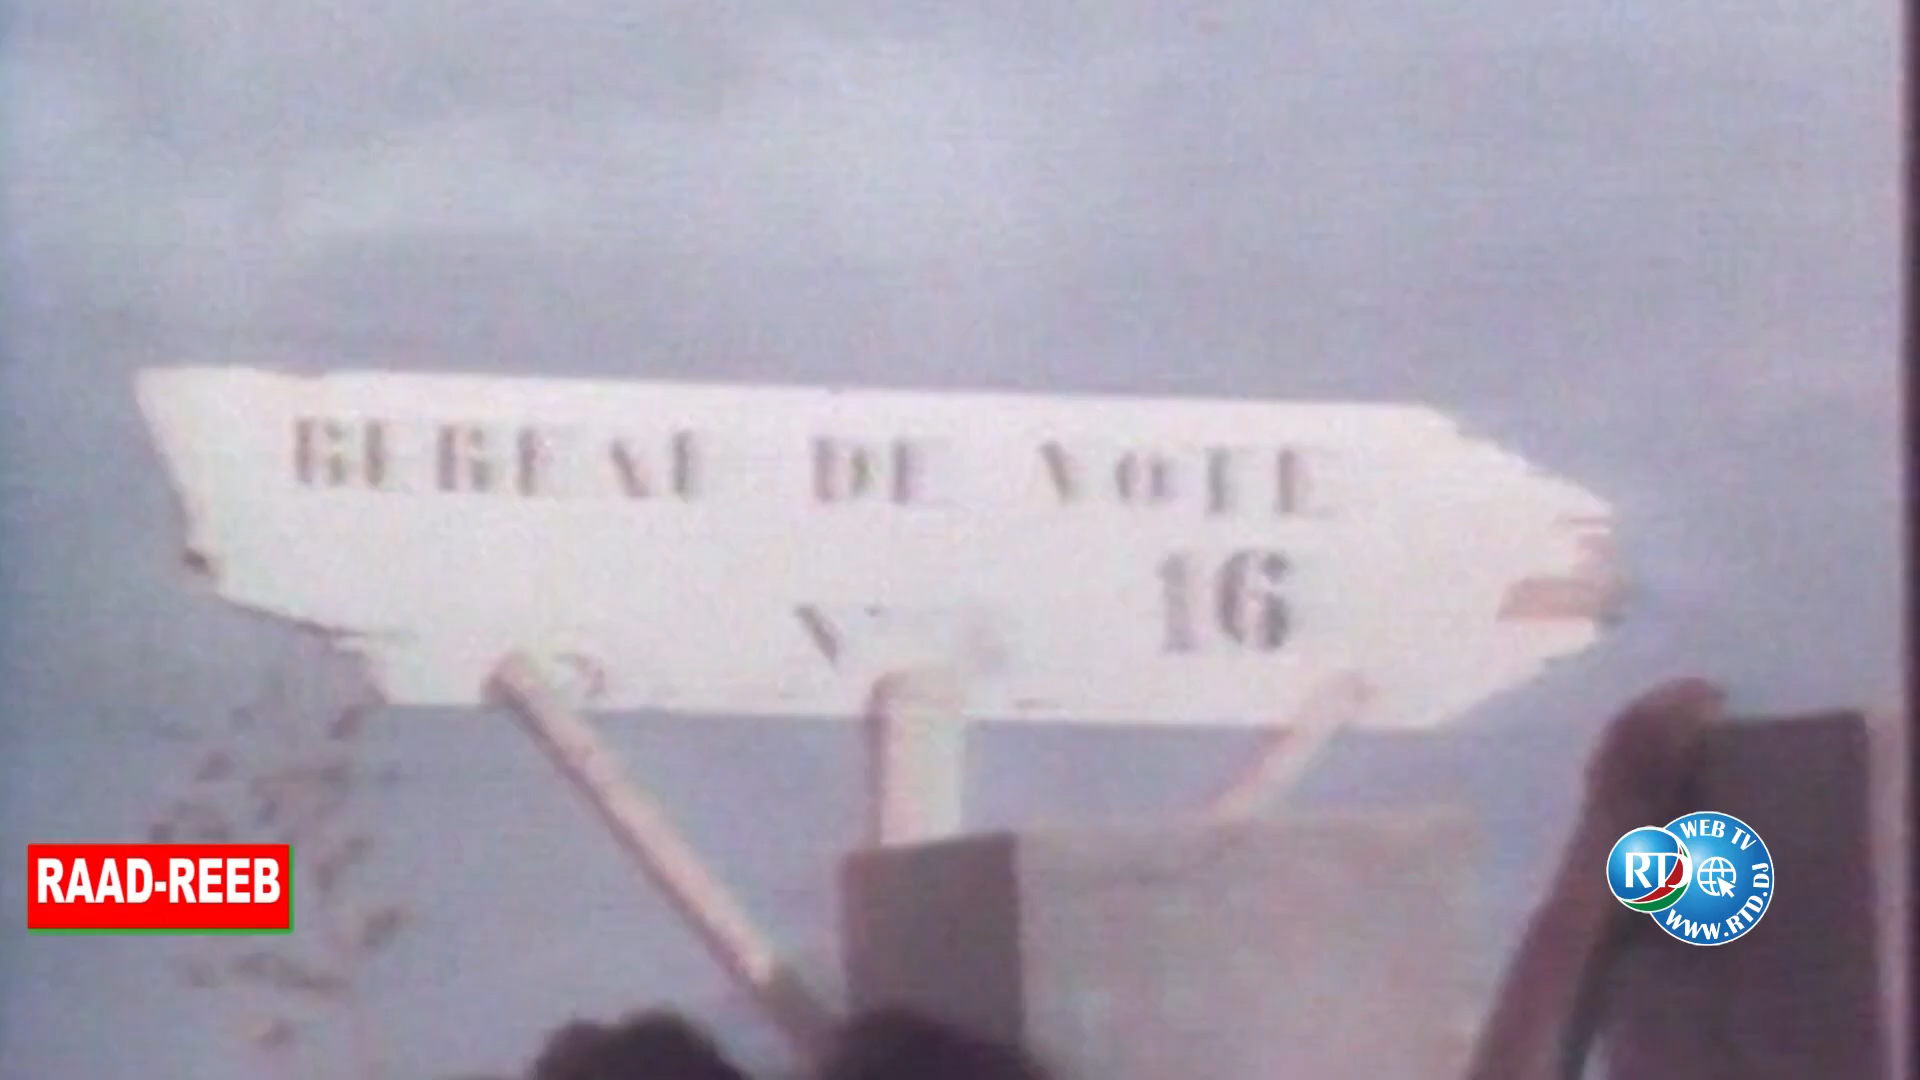 BUREAU DE VOTE
N° 16
RAAD-REEB
WEB TV
RTD
WWW.RTD.DJ